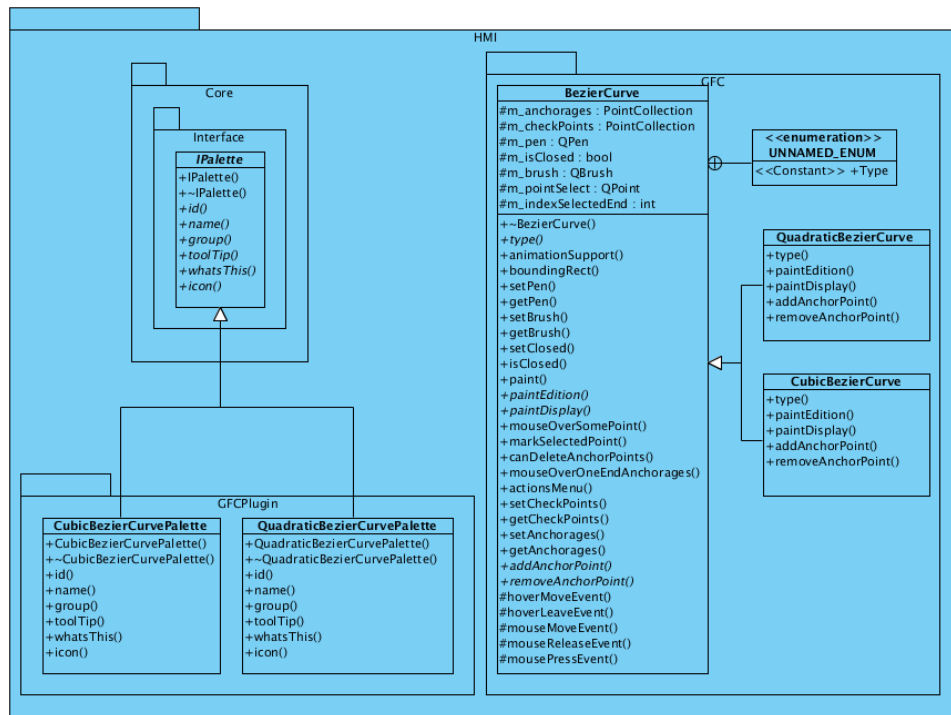 HMI
Core
Interface
IPalette
+IPalette()
+~IPalette()
+id()
+name()
+group()
+toolTip()
+whatsThis()
+icon()
GFCPlugin
CubicBezierCurvePalette
+CubicBezierCurvePalette()
+~CubicBezierCurvePalette()
+id()
+name()
+group()
+toolTip()
+whatsThis()
+icon()
QuadraticBezierCurvePalette
+QuadraticBezierCurvePalette()
+~QuadraticBezierCurvePalette()
+id()
+name()
+group()
+toolTip()
+whatsThis()
+icon()
GFC
BezierCurve
#m_anchorages : PointCollection
#m_checkPoints : PointCollection
#m_pen : QPen
#m_isClosed : bool
#m_brush : QBrush
#m_pointSelect : QPoint
#m_indexSelectedEnd : int
+~BezierCurve()
+type()
+animationSupport()
+boundingRect()
+setPen()
+getPen()
+setBrush()
+getBrush()
+setClosed()
+isClosed()
+paint()
+paintEdition()
+paintDisplay()
+mouseOverSomePoint()
+markSelectedPoint()
+canDeleteAnchorPoints()
+mouseOverOneEndAnchorages()
+actionsMenu()
+setCheckPoints()
+getCheckPoints()
+setAnchorages()
+getAnchorages()
+addAnchorPoint()
+removeAnchorPoint()
#hoverMoveEvent()
#hoverLeaveEvent()
#mouseMoveEvent()
#mouseReleaseEvent()
#mousePressEvent()
<<enumeration>>
UNNAMED_ENUM
<<Constant>> +Type
QuadraticBezierCurve
+type()
+paintEdition()
+paintDisplay()
+addAnchorPoint()
+removeAnchorPoint()
CubicBezierCurve
+type()
+paintEdition()
+paintDisplay()
+addAnchorPoint()
+removeAnchorPoint()